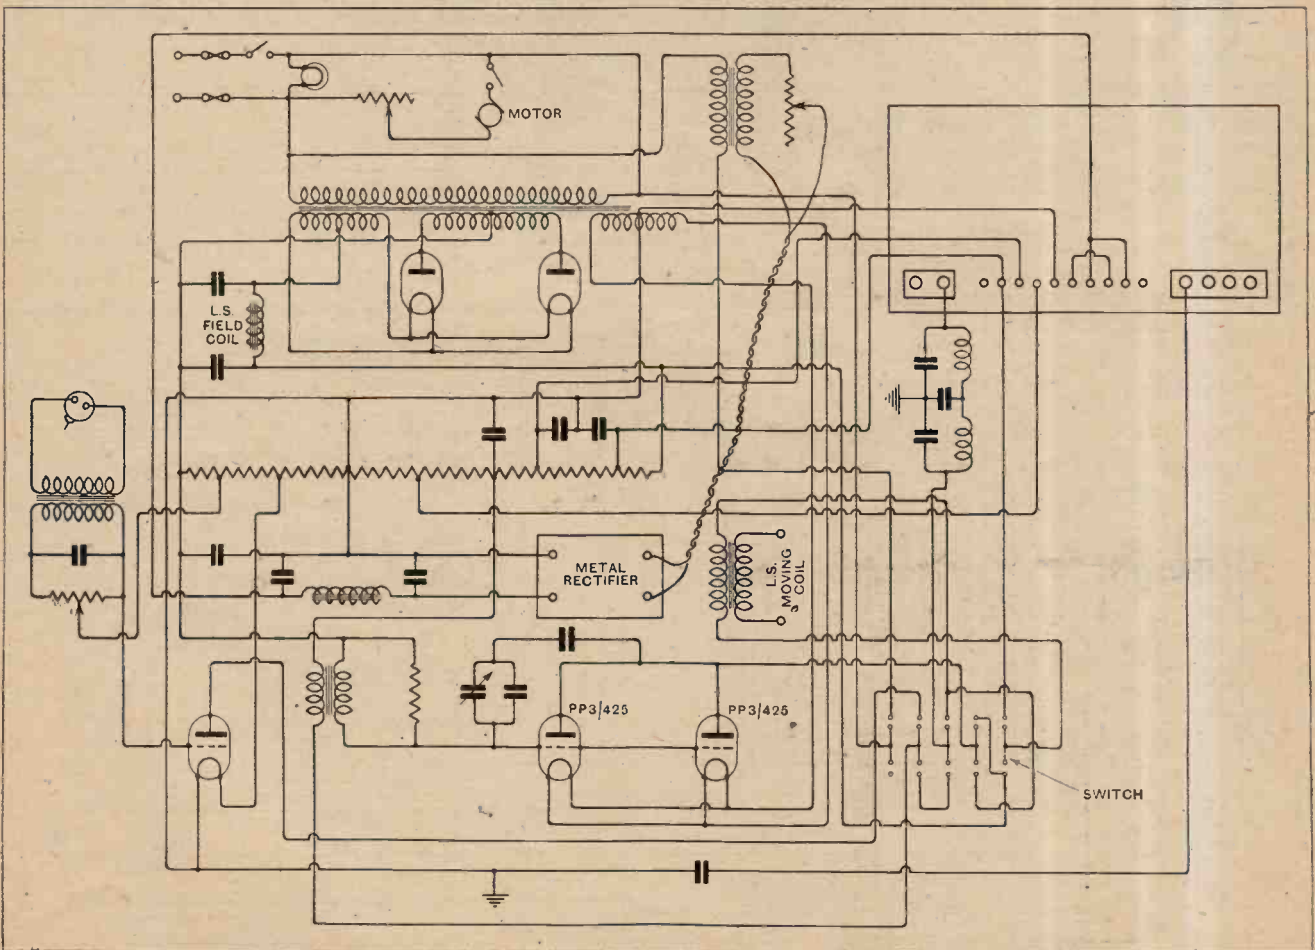 MOTOR
L.S.
FIELD
COIL
METAL
RECTIFIER
L.S.
MOVING
COIL
PP3/425
PP3/425
SWITCH